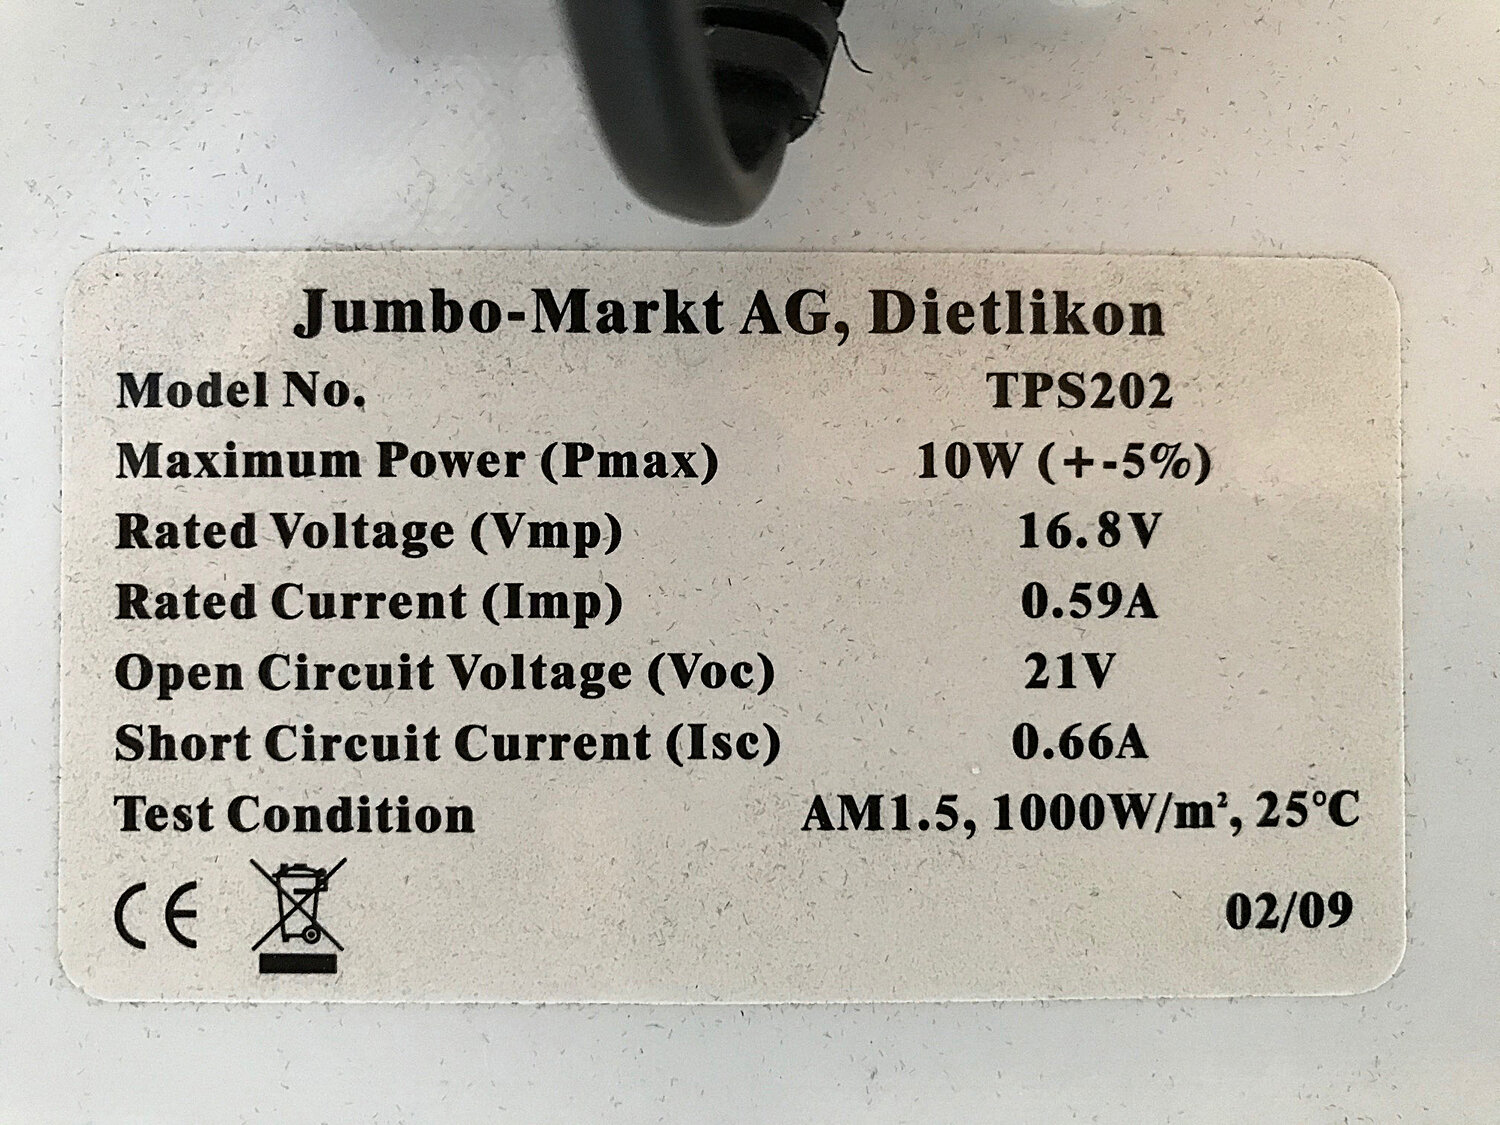 Jumbo-Markt AG, Dietlikon
Model No. TPS202
Maximum Power (Pmax) 10W (+-5%)
Rated Voltage (Vmp) 16.8V
Rated Current (Imp) 0.59A
Open Circuit Voltage (Voc) 21V
Short Circuit Current (Isc) 0.66A
Test Condition AM1.5, 1000W/m², 25°C
CE 02/09